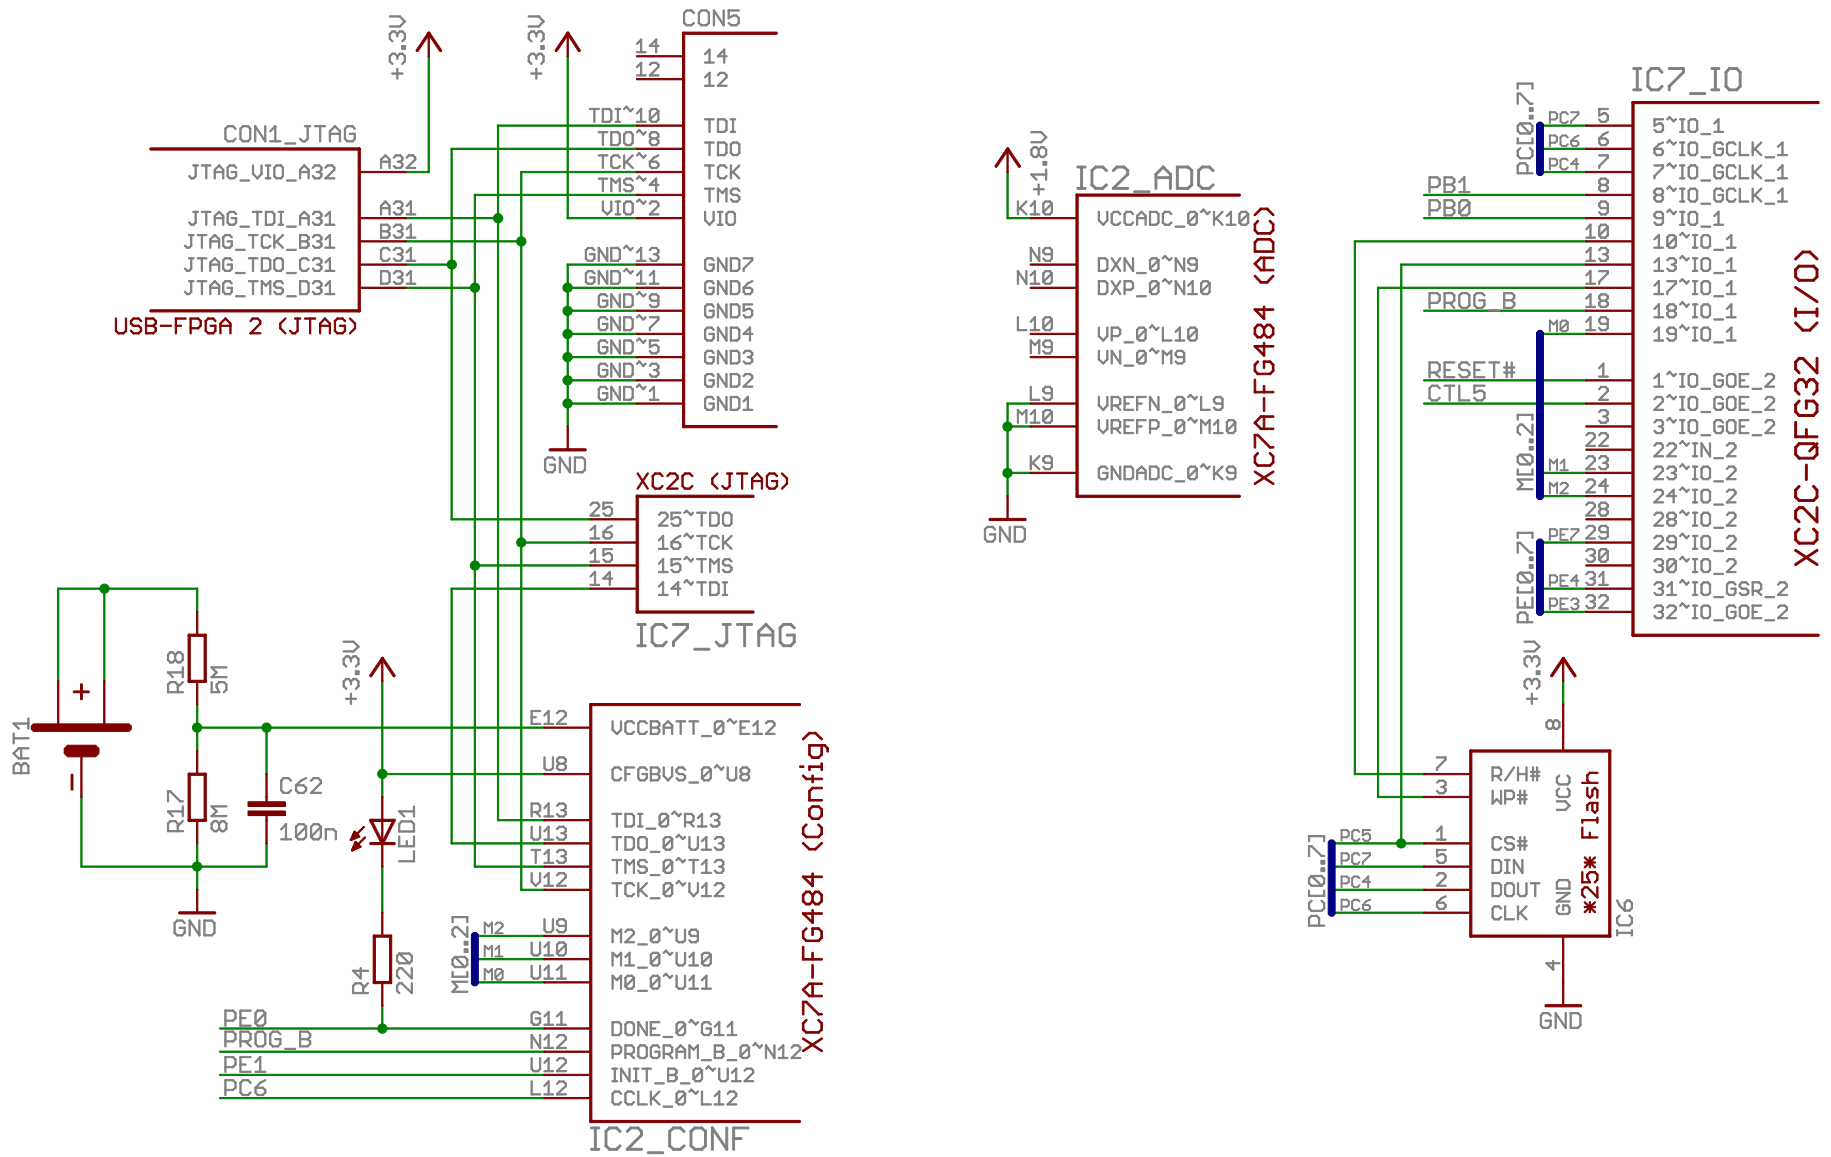 CON1_JTAG
JTAG_VIO_A32 A32
JTAG_TDI_A31 A31
JTAG_TCK_B31 B31
JTAG_TDO_C31 C31
JTAG_TMS_D31 D31
USB-FPGA 2 (JTAG)
+3.3V
+3.3V
CON5
14 14
12 12
TDI~10 TDI
TDO~8 TDO
TCK~6 TCK
TMS~4 TMS
VIO~2 VIO
GND~13 GND7
GND~11 GND6
GND~9 GND5
GND~7 GND4
GND~5 GND3
GND~3 GND2
GND~1 GND1
GND
XC2C (JTAG)
25 25~TDO
16 16~TCK
15 15~TMS
14 14~TDI
IC7_JTAG
BAT1
+
-
R18
5M
R17
8M
C62
100n
GND
+3.3V
LED1
R4
220
E12 VCCBATT_0~E12
U8 CFGBVS_0~U8
R13 TDI_0~R13
U13 TDO_0~U13
T13 TMS_0~T13
V12 TCK_0~V12
M[0..2]
M2 U9 M2_0~U9
M1 U10 M1_0~U10
M0 U11 M0_0~U11
PE0 G11 DONE_0~G11
PROG_B N12 PROGRAM_B_0~N12
PE1 U12 INIT_B_0~U12
PC6 L12 CCLK_0~L12
XC7A-FG484 (Config)
IC2_CONF
+1.8V
IC2_ADC
K10 VCCADC_0~K10
N9 DXN_0~N9
N10 DXP_0~N10
L10 VP_0~L10
M9 VN_0~M9
L9 VREFN_0~L9
M10 VREFP_0~M10
K9 GNDADC_0~K9
XC7A-FG484 (ADC)
GND
IC7_IO
PC[0..7]
PC7 5 5~IO_1
PC6 6 6~IO_GCLK_1
PC4 7 7~IO_GCLK_1
PB1 8 8~IO_GCLK_1
PB0 9 9~IO_1
10 10~IO_1
13 13~IO_1
17 17~IO_1
PROG_B 18 18~IO_1
M0 19 19~IO_1
RESET# 1 1~IO_GOE_2
CTL5 2 2~IO_GOE_2
3 3~IO_GOE_2
22 22~IN_2
M[0..2]
M1 23 23~IO_2
M2 24 24~IO_2
28 28~IO_2
PE[0..7]
PE7 29 29~IO_2
30 30~IO_2
PE4 31 31~IO_GSR_2
PE3 32 32~IO_GOE_2
XC2C-QFG32 (I/O)
+3.3V
8
7 R/H#
3 WP#
VCC
PC[0..7]
PC5 1 CS#
PC7 5 DIN
PC4 2 DOUT
PC6 6 CLK
GND
*25* Flash
IC6
4
GND